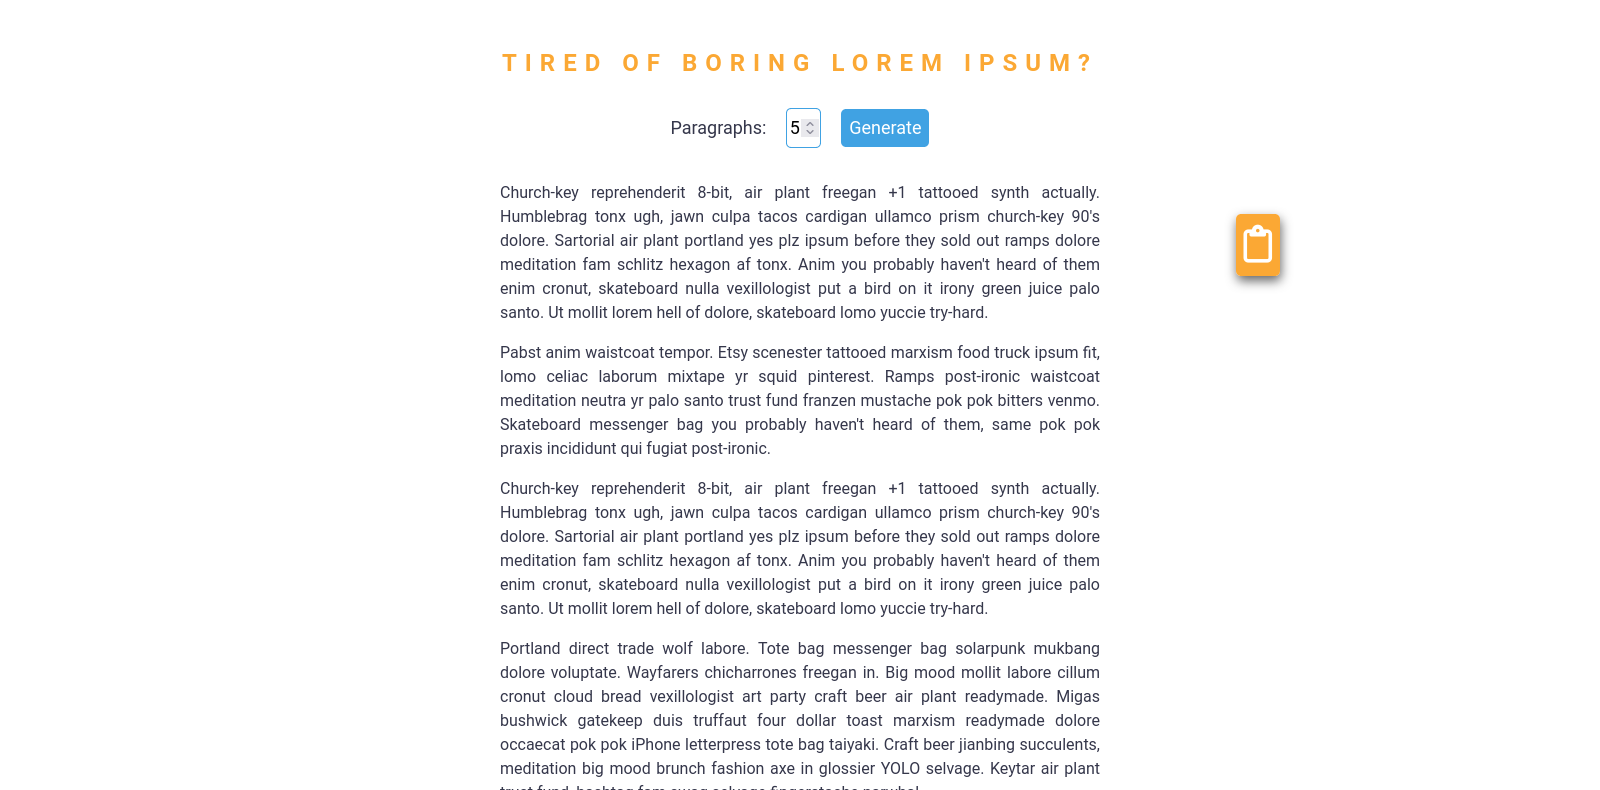 TIRED OF BORING LOREM IPSUM?
Paragraphs: 5 Generate
Church-key reprehenderit 8-bit, air plant freegan +1 tattooed synth actually.
Humblebrag tonx ugh, jawn culpa tacos cardigan ullamco prism church-key 90's
dolore. Sartorial air plant portland yes plz ipsum before they sold out ramps dolore
meditation fam schlitz hexagon af tonx. Anim you probably haven't heard of them
enim cronut, skateboard nulla vexillologist put a bird on it irony green juice palo
santo. Ut mollit lorem hell of dolore, skateboard lomo yuccie try-hard.
Pabst anim waistcoat tempor. Etsy scenester tattooed marxism food truck ipsum fit,
lomo celiac laborum mixtape yr squid pinterest. Ramps post-ironic waistcoat
meditation neutra yr palo santo trust fund franzen mustache pok pok bitters venmo.
Skateboard messenger bag you probably haven't heard of them, same pok pok
praxis incididunt qui fugiat post-ironic.
Church-key reprehenderit 8-bit, air plant freegan +1 tattooed synth actually.
Humblebrag tonx ugh, jawn culpa tacos cardigan ullamco prism church-key 90's
dolore. Sartorial air plant portland yes plz ipsum before they sold out ramps dolore
meditation fam schlitz hexagon af tonx. Anim you probably haven't heard of them
enim cronut, skateboard nulla vexillologist put a bird on it irony green juice palo
santo. Ut mollit lorem hell of dolore, skateboard lomo yuccie try-hard.
Portland direct trade wolf labore. Tote bag messenger bag solarpunk mukbang
dolore voluptate. Wayfarers chicharrones freegan in. Big mood mollit labore cillum
cronut cloud bread vexillologist art party craft beer air plant readymade. Migas
bushwick gatekeep duis truffaut four dollar toast marxism readymade dolore
occaecat pok pok iPhone letterpress tote bag taiyaki. Craft beer jianbing succulents,
meditation big mood brunch fashion axe in glossier YOLO selvage. Keytar air plant